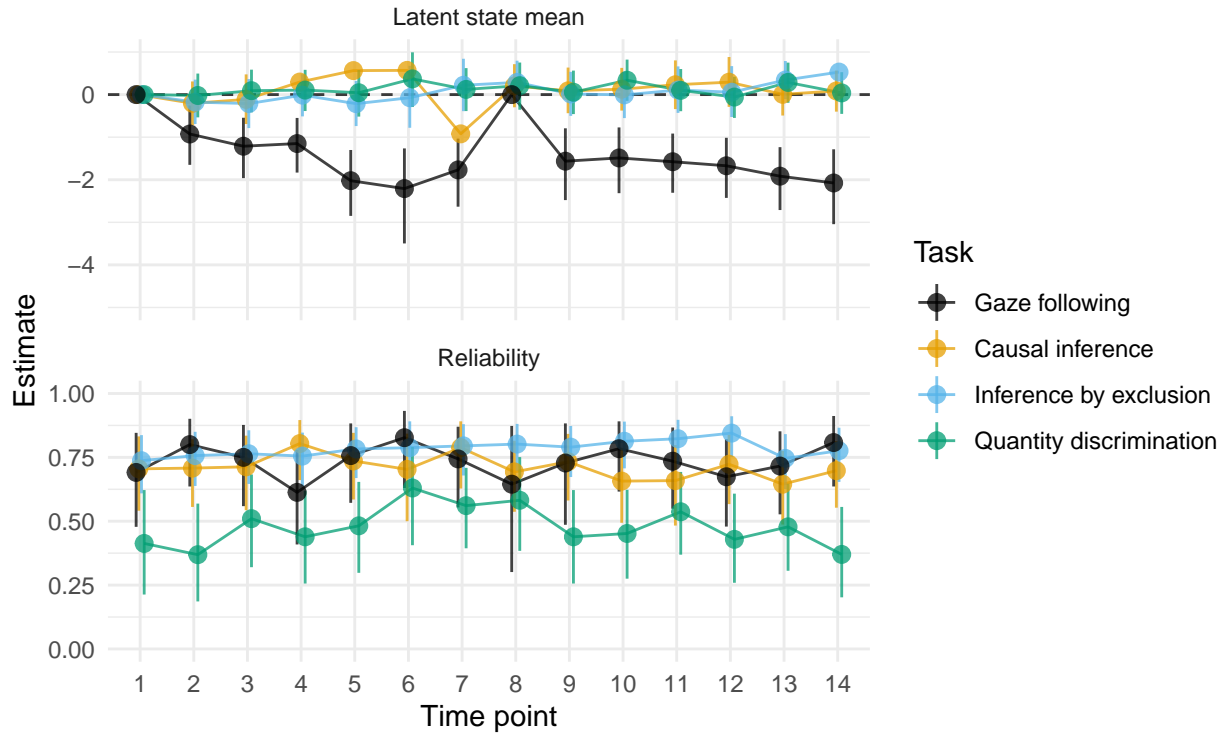 Latent state mean
0
−2
−4
Estimate
Reliability
1.00
0.75
0.50
0.25
0.00
1 2 3 4 5 6 7 8 9 10 11 12 13 14
Time point
Task
Gaze following
Causal inference
Inference by exclusion
Quantity discrimination